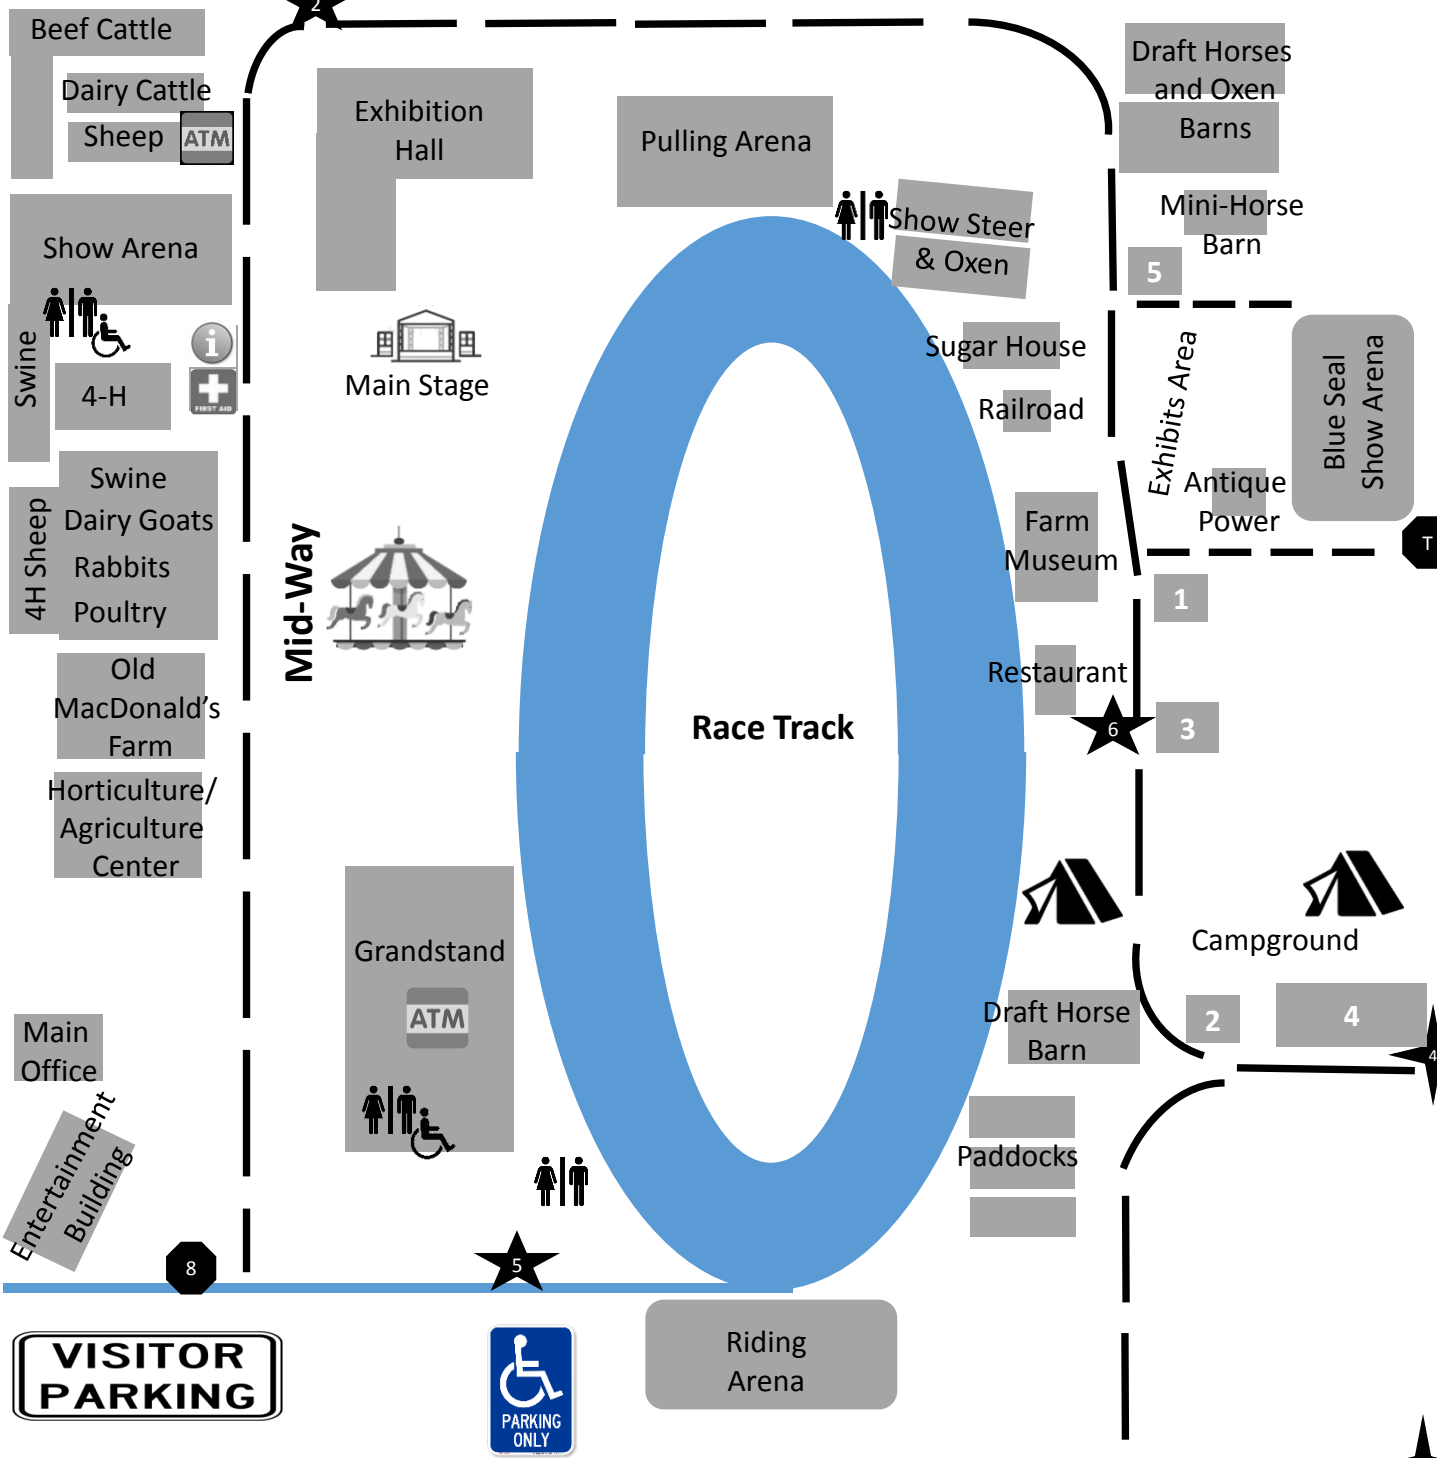 2
Beef Cattle
Dairy Cattle
Sheep
ATM
Exhibition
Hall
Pulling Arena
Draft Horses
and Oxen
Barns
Mini-Horse
Barn
5
Show Steer
& Oxen
Show Arena
Swine
4-H
i
FIRST AID
Main Stage
Sugar House
Railroad
Exhibits Area
Blue Seal
Show Arena
Antique
Power
T
4H Sheep
Swine
Dairy Goats
Rabbits
Poultry
Mid-Way
Farm
Museum
1
Old
MacDonald's
Farm
Race Track
Restaurant
6
3
Horticulture/
Agriculture
Center
Grandstand
ATM
Campground
Main
Office
Draft Horse
Barn
2
4
4
Entertainment
Building
Paddocks
8
5
VISITOR
PARKING
PARKING
ONLY
Riding
Arena